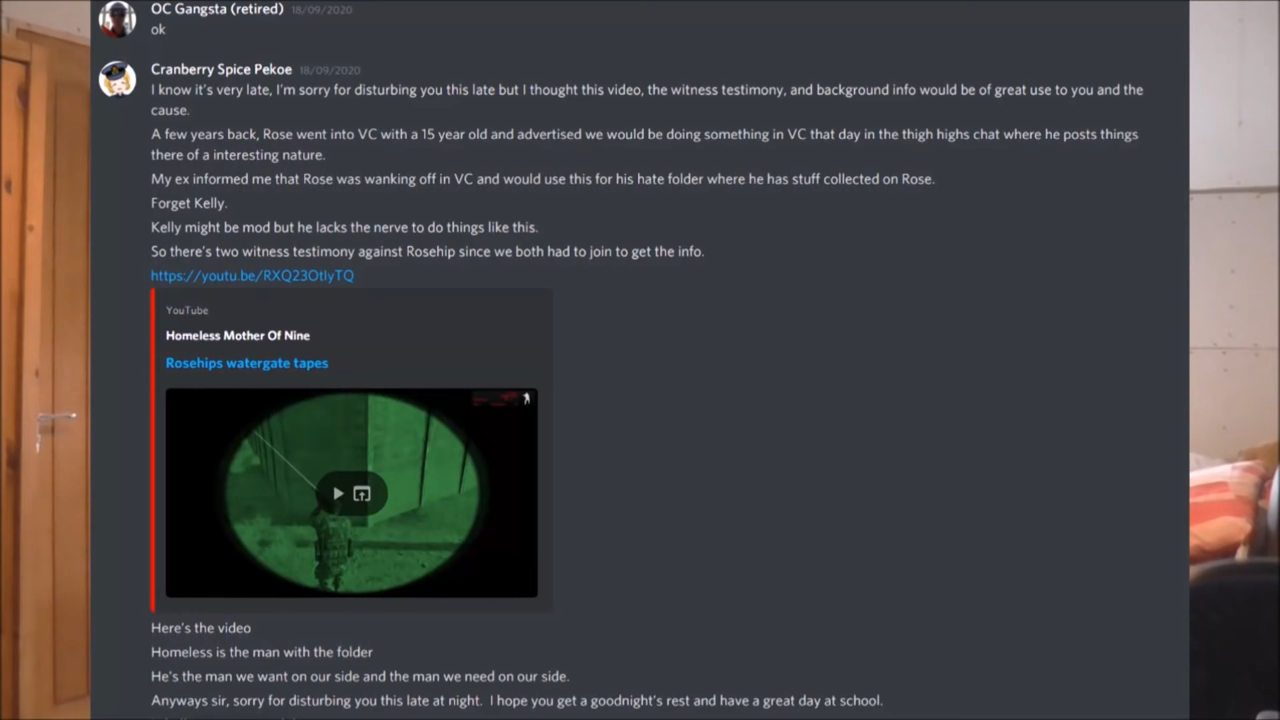 OC Gangsta (retired) 18/09/2020
ok
Cranberry Spice Pekoe 18/09/2020
I know it's very late, I'm sorry for disturbing you this late but I thought this video, the witness testimony, and background info would be of great use to you and the
cause.
A few years back, Rose went into VC with a 15 year old and advertised we would be doing something in VC that day in the thigh highs chat where he posts things
there of a interesting nature.
My ex informed me that Rose was wanking off in VC and would use this for his hate folder where he has stuff collected on Rose.
Forget Kelly.
Kelly might be mod but he lacks the nerve to do things like this.
So there's two witness testimony against Rosehip since we both had to join to get the info.
https://youtu.be/RXQ23OtlyTQ
YouTube
Homeless Mother Of Nine
Rosehips watergate tapes
Here's the video
Homeless is the man with the folder
He's the man we want on our side and the man we need on our side.
Anyways sir, sorry for disturbing you this late at night. I hope you get a goodnight's rest and have a great day at school.